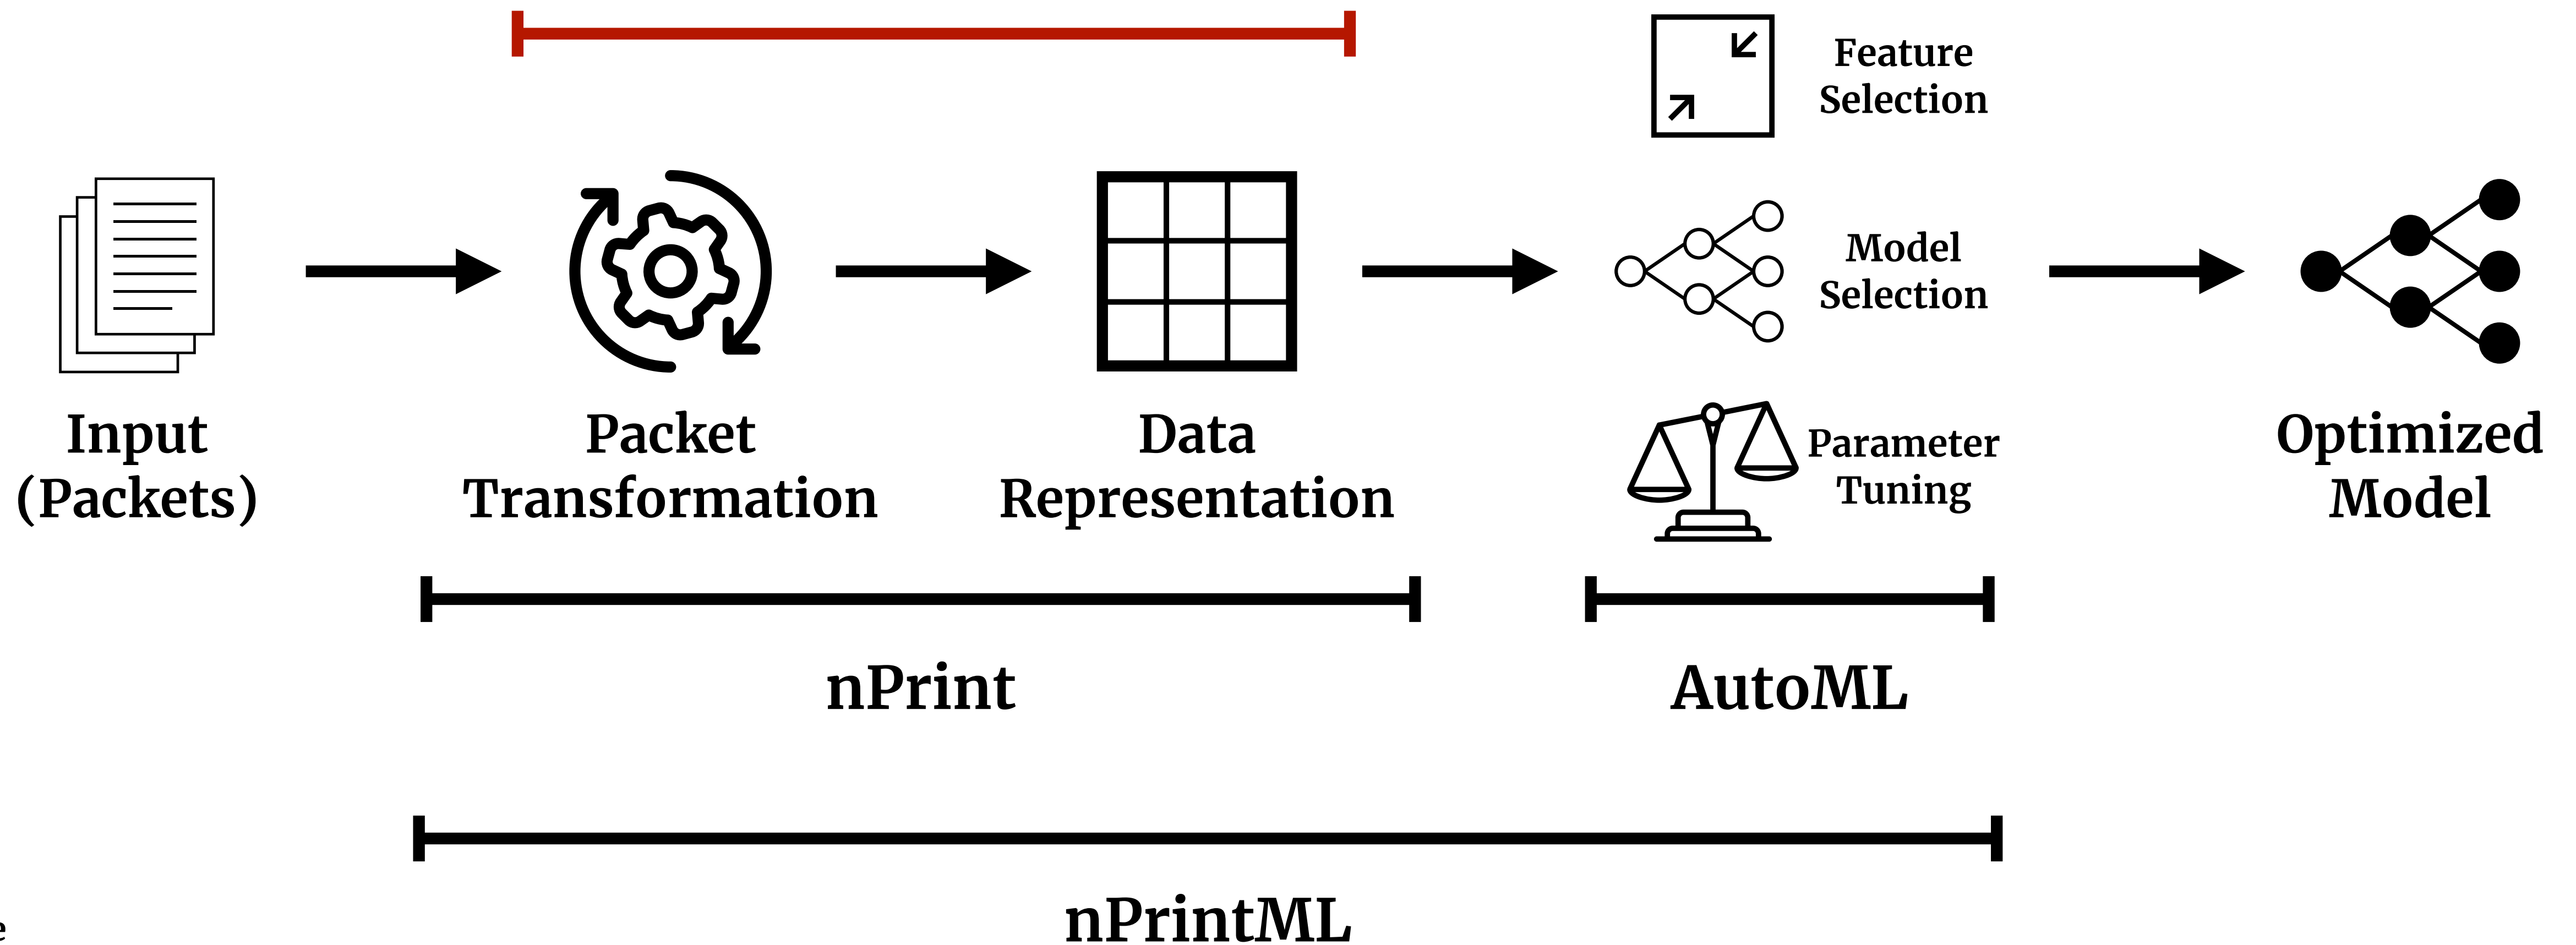 Feature
Selection
Model
Selection
Parameter
Tuning
Input
(Packets)
Packet
Transformation
Data
Representation
Optimized
Model
nPrint
AutoML
nPrintML
e